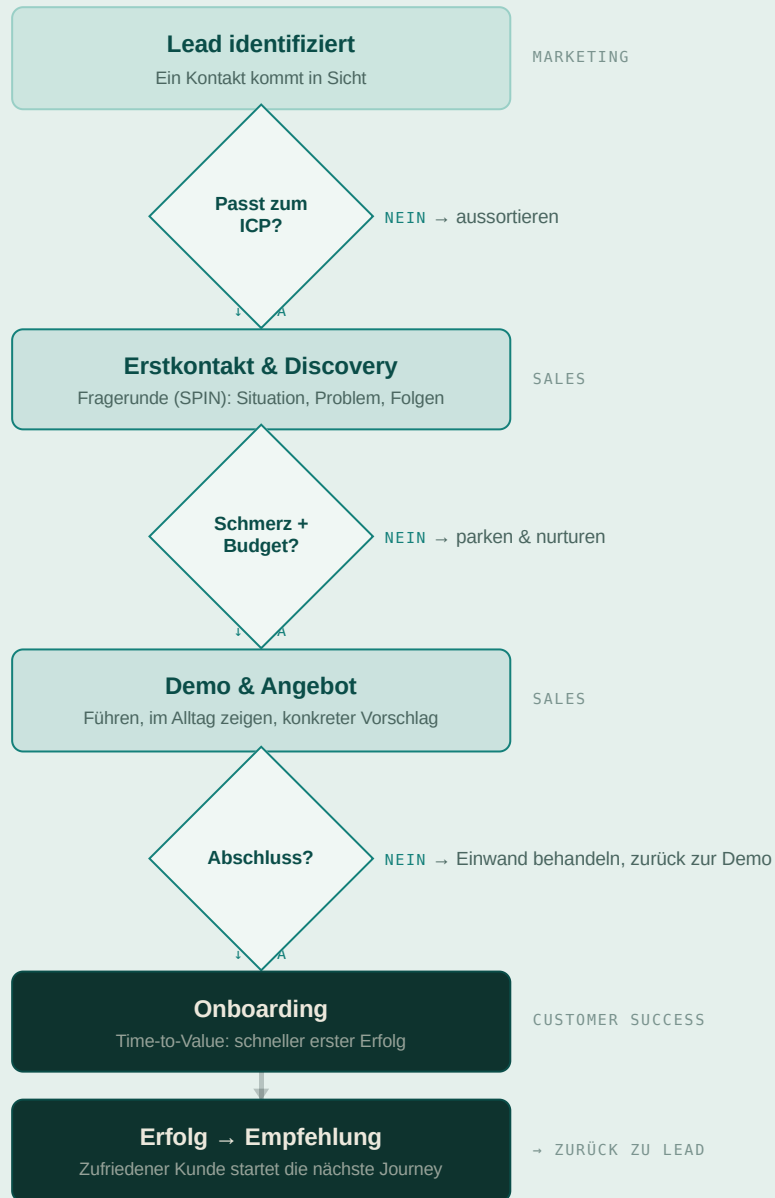 Lead identifiziert
Ein Kontakt kommt in Sicht
MARKETING
Passt zum
ICP?
NEIN → aussortieren
Erstkontakt & Discovery
Fragerunde (SPIN): Situation, Problem, Folgen
SALES
Schmerz +
Budget?
NEIN → parken & nurturen
Demo & Angebot
Führen, im Alltag zeigen, konkreter Vorschlag
SALES
Abschluss?
NEIN → Einwand behandeln, zurück zur Demo
Onboarding
Time-to-Value: schneller erster Erfolg
CUSTOMER SUCCESS
Erfolg → Empfehlung
Zufriedener Kunde startet die nächste Journey
→ ZURÜCK ZU LEAD